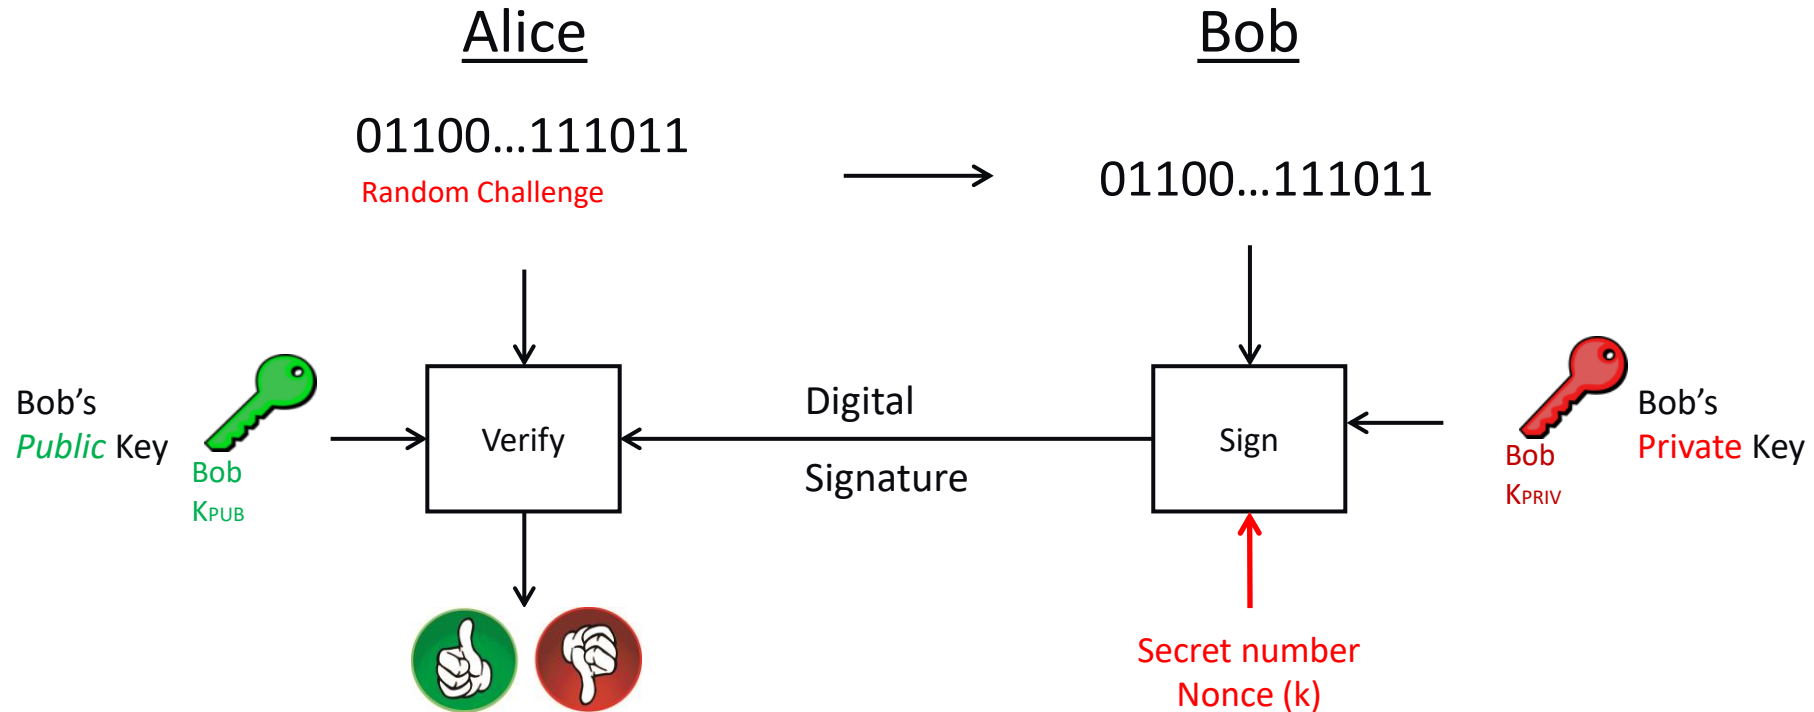 Alice
Bob
01100…111011
Random Challenge
01100…111011
Bob’s
Public Key
Bob
KPUB
Verify
Digital
Signature
Sign
Bob
KPRIV
Bob’s
Private Key
Secret number
Nonce (k)